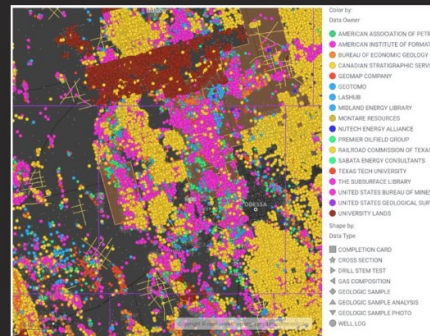 Color by:
Data Owner
AMERICAN ASSOCIATION OF PETR
AMERICAN INSTITUTE OF FORMAT
BUREAU OF ECONOMIC GEOLOGY
CANADIAN STRATIGRAPHIC SERVI
GEOMAP COMPANY
GEOTOMO
LASHUB
MIDLAND ENERGY LIBRARY
MONTARE RESOURCES
NUTECH ENERGY ALLIANCE
PREMIER OILFIELD GROUP
RAILROAD COMMISSION OF TEXAS
SABATA ENERGY CONSULTANTS
TEXAS TECH UNIVERSITY
THE SUBSURFACE LIBRARY
UNITED STATES BUREAU OF MINES
UNITED STATES GEOLOGICAL SUR
UNIVERSITY LANDS
ODESSA
Shape by:
Data Type
COMPLETION CARD
CROSS SECTION
DRILL STEM TEST
GAS COMPOSITION
GEOLOGIC SAMPLE
GEOLOGIC SAMPLE ANALYSIS
GEOLOGIC SAMPLE PHOTO
WELL LOG